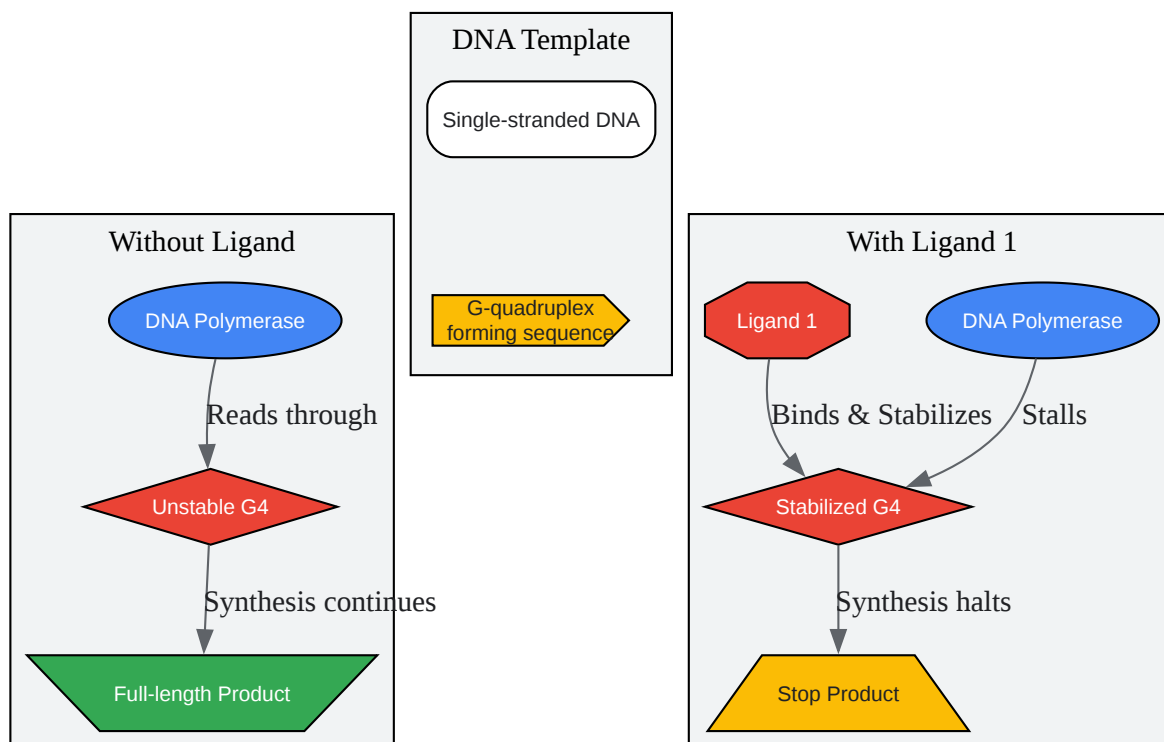 DNA Template
Single-stranded DNA
G-quadruplex
forming sequence
Without Ligand
DNA Polymerase
Reads through
Unstable G4
Synthesis continues
Full-length Product
With Ligand 1
Ligand 1
DNA Polymerase
Binds & Stabilizes
Stalls
Stabilized G4
Synthesis halts
Stop Product